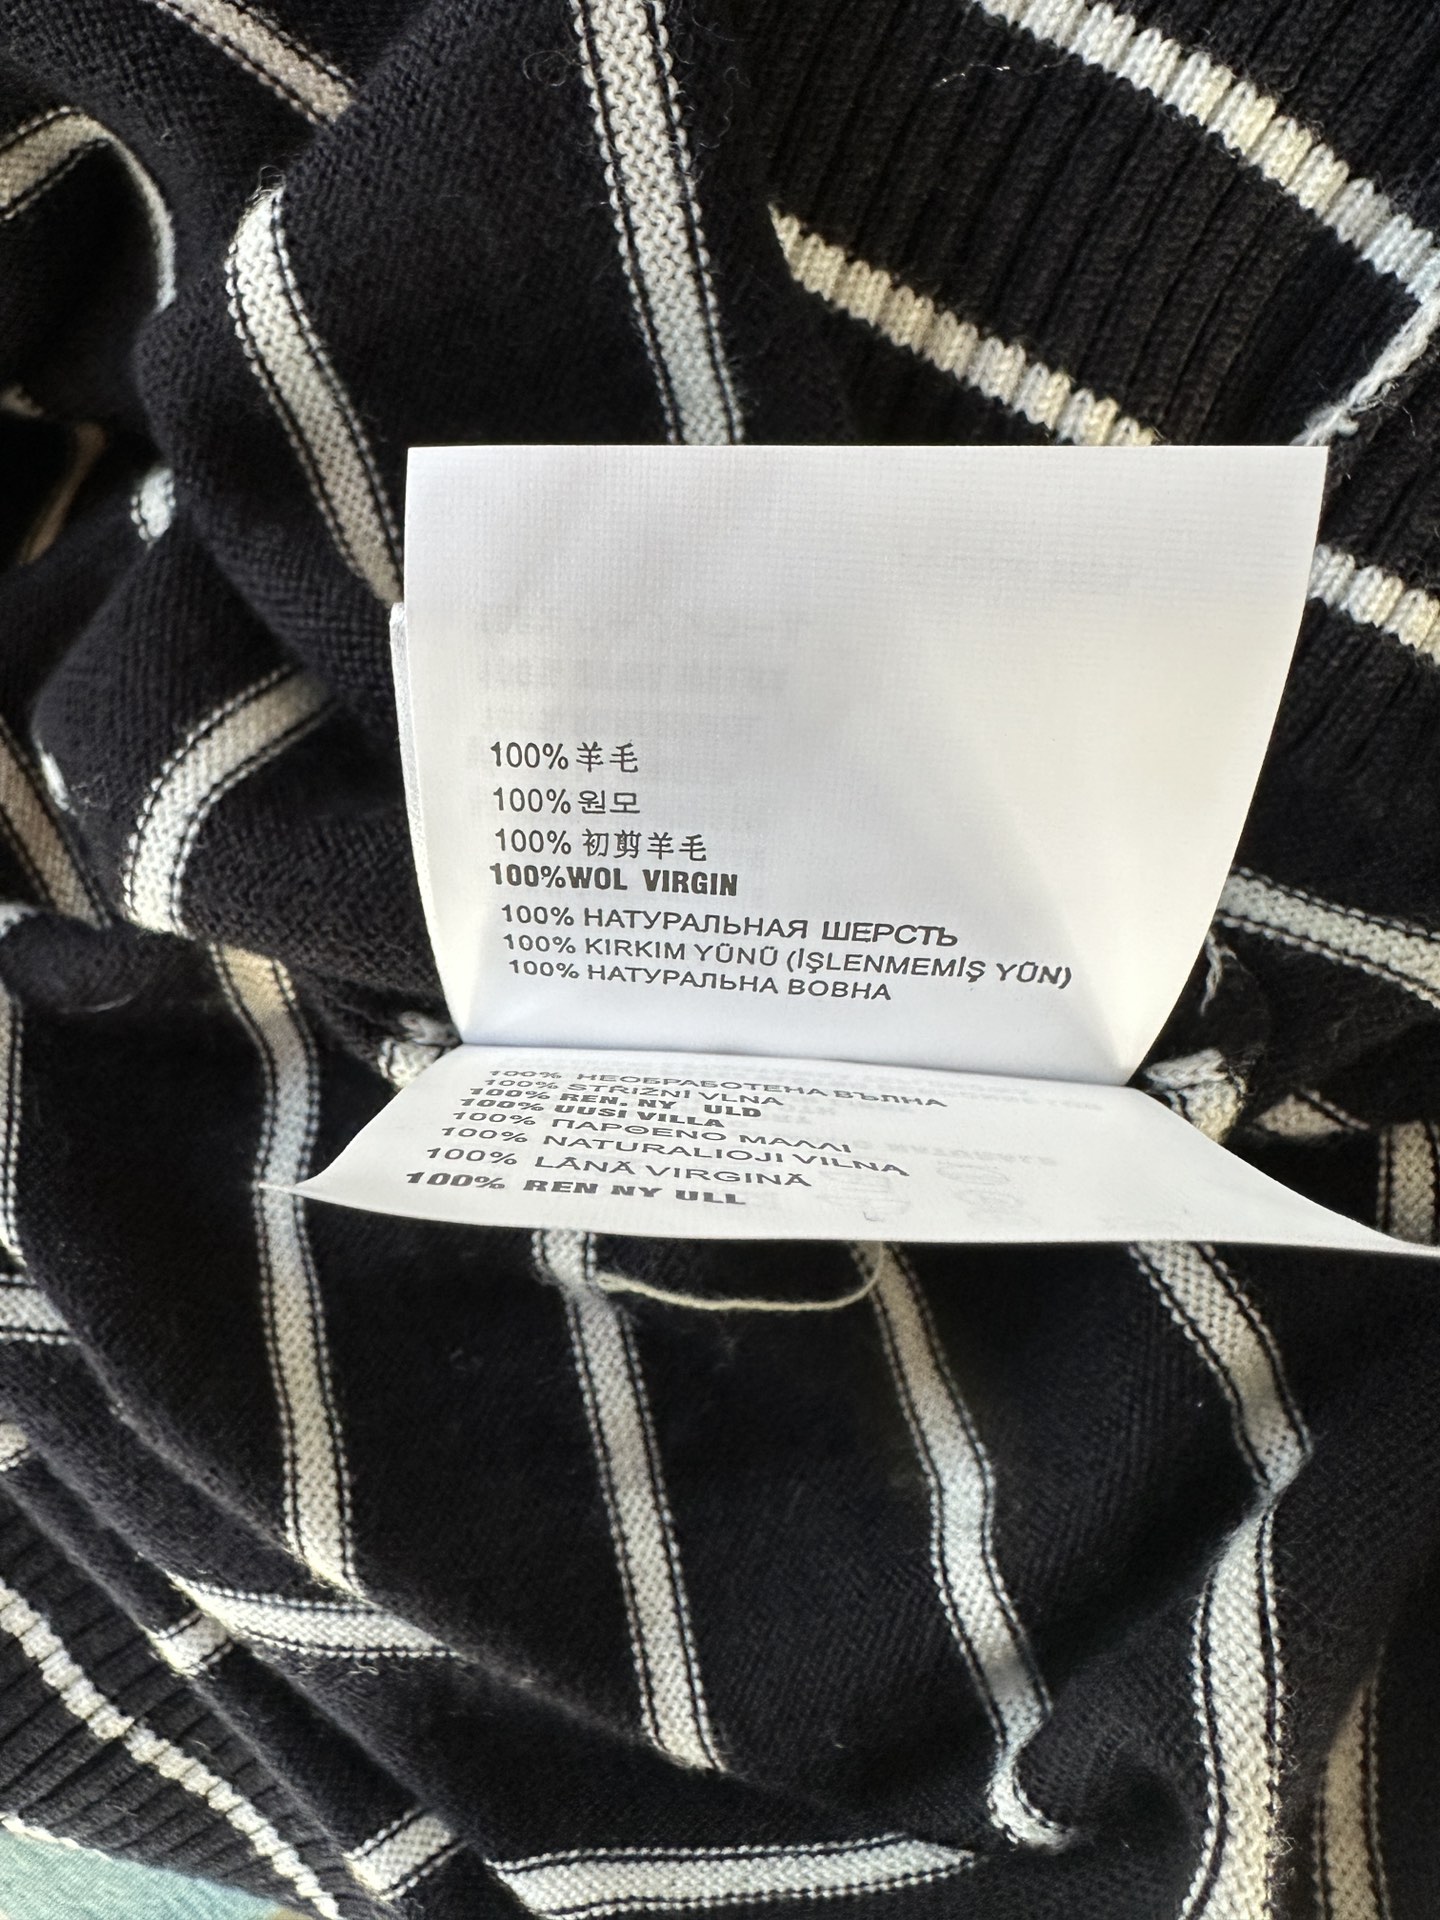 100% 羊毛
100% 원모
100% 初剪羊毛
100%WOL VIRGIN
100% НАТУРАЛЬНАЯ ШЕРСТЬ
100% KIRKIM YÜNÜ (İŞLENMEMİŞ YÜN)
100% НАТУРАЛЬНА ВОВНА
100% НЕОБРАБОТЕНА ВЪЛНА
100% STŘIŽNÍ VLNA
100% REN. NY ULD
100% UUSI VILLA
100% ΠΑΡΘΕΝΟ ΜΑΛΛΙ
100% NATURALIOJI VILNA
100% LÂNĂ VIRGINĂ
100% REN NY ULL